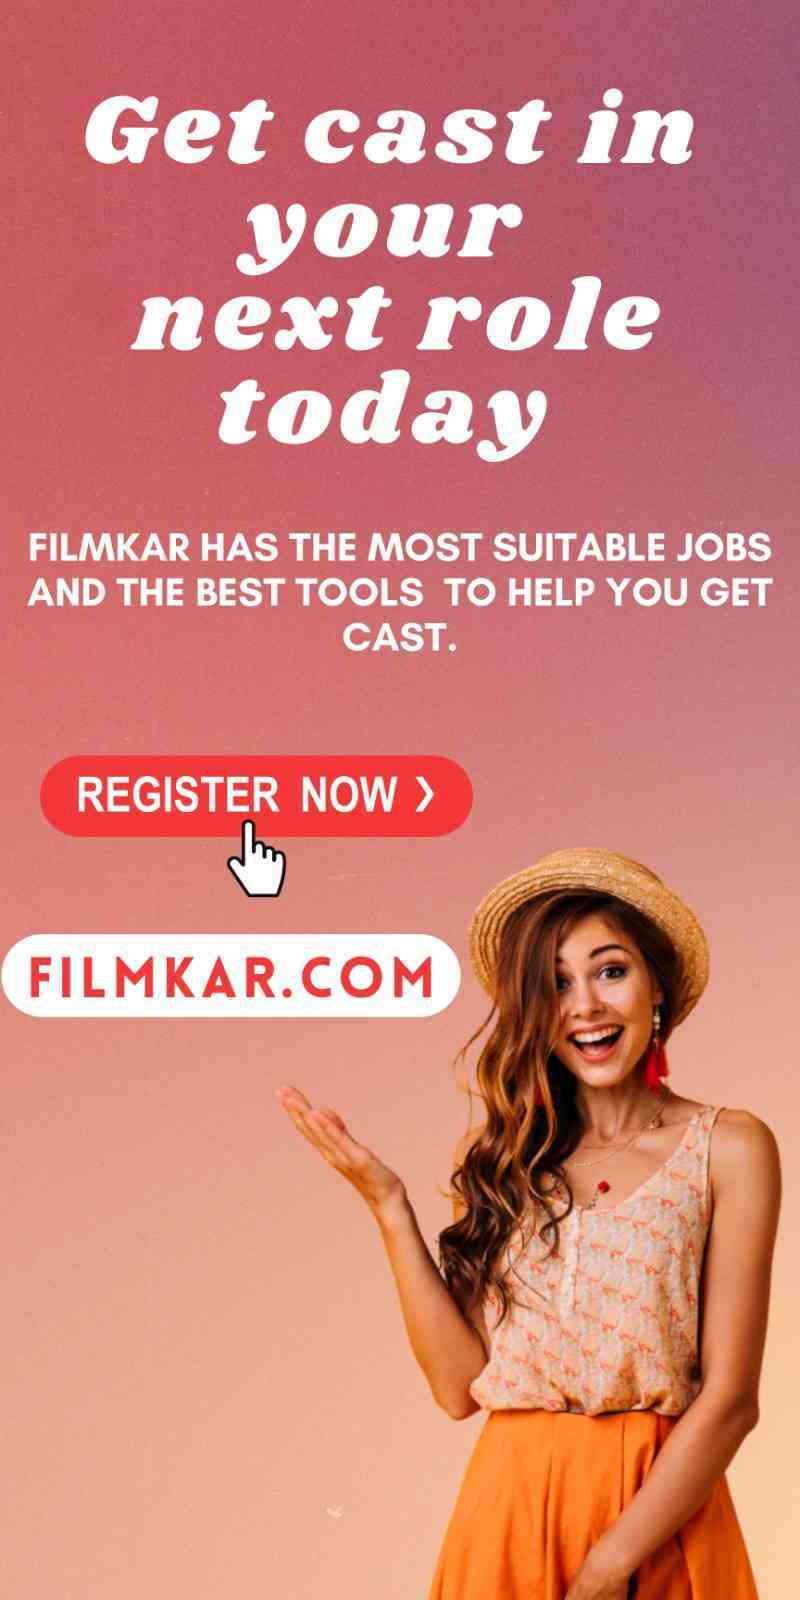 Get cast in
your
next role
today
FILMKAR HAS THE MOST SUITABLE JOBS
AND THE BEST TOOLS TO HELP YOU GET
CAST.
REGISTER NOW ❯
FILMKAR.COM